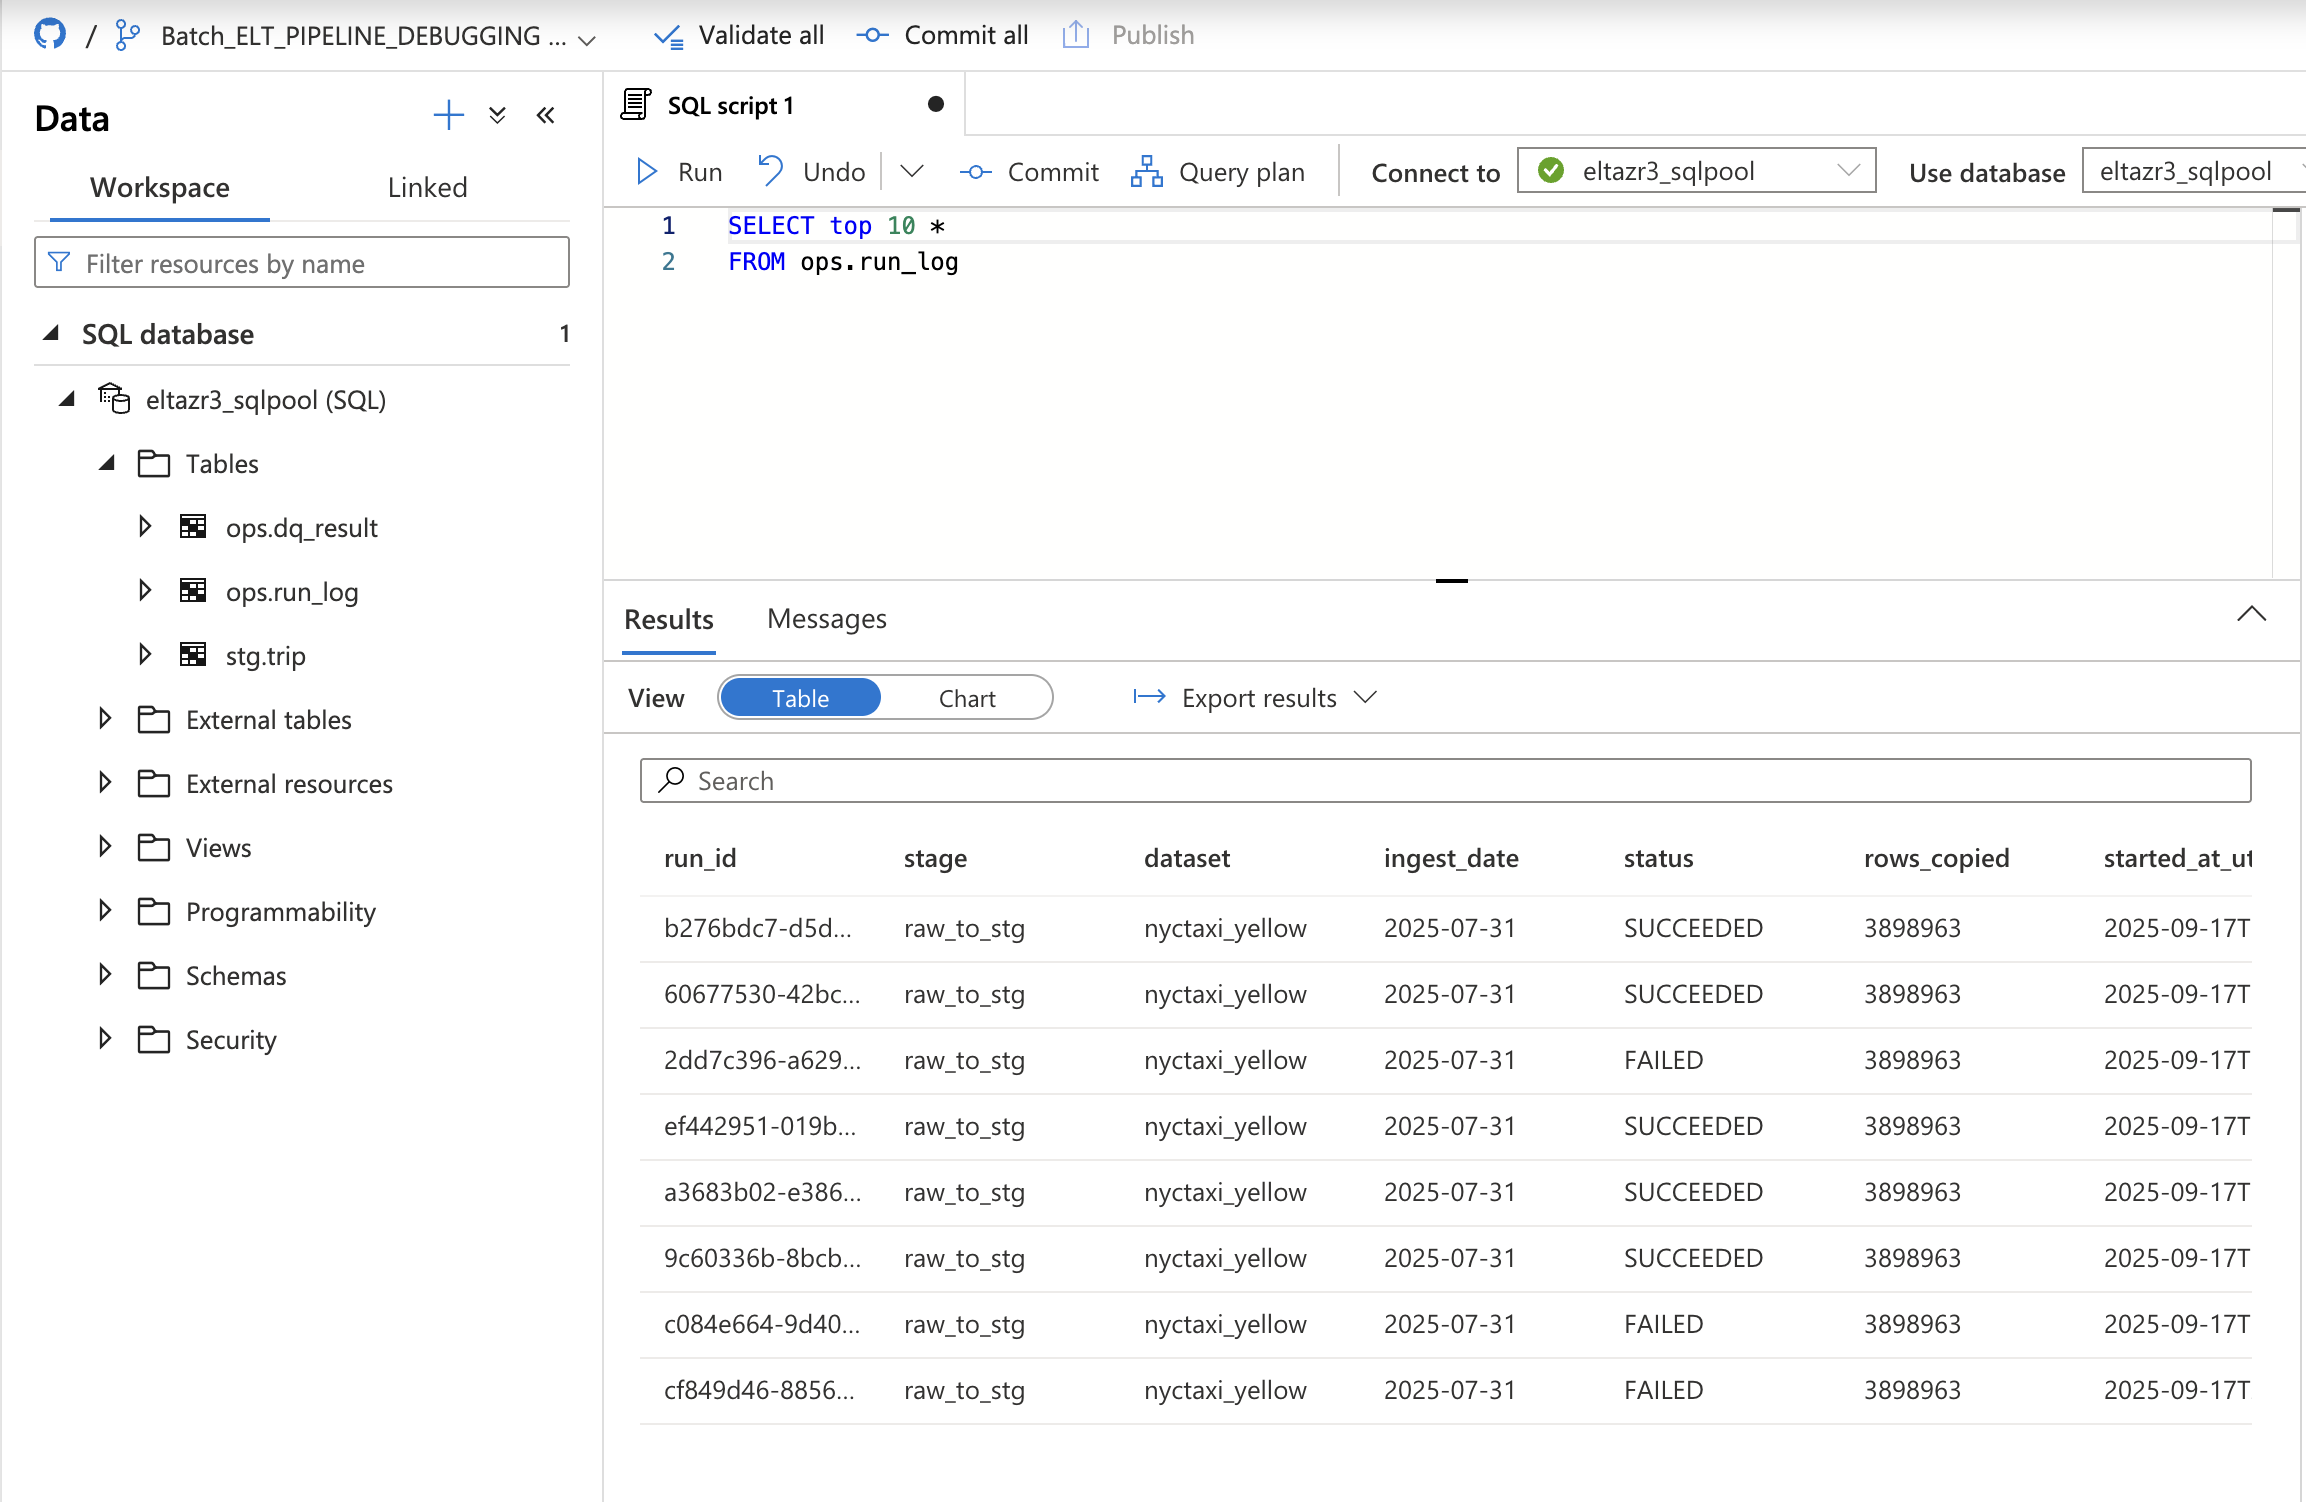 / Batch_ELT_PIPELINE_DEBUGGING ... Validate all Commit all Publish
Data
Workspace Linked
Filter resources by name
SQL database 1
eltazr3_sqlpool (SQL)
Tables
ops.dq_result
ops.run_log
stg.trip
External tables
External resources
Views
Programmability
Schemas
Security
SQL script 1
Run Undo Commit Query plan Connect to eltazr3_sqlpool Use database eltazr3_sqlpool
1 SELECT top 10 *
2 FROM ops.run_log
Results Messages
View Table Chart Export results
Search
run_id stage dataset ingest_date status rows_copied started_at_ut
b276bdc7-d5d... raw_to_stg nyctaxi_yellow 2025-07-31 SUCCEEDED 3898963 2025-09-17T
60677530-42bc... raw_to_stg nyctaxi_yellow 2025-07-31 SUCCEEDED 3898963 2025-09-17T
2dd7c396-a629... raw_to_stg nyctaxi_yellow 2025-07-31 FAILED 3898963 2025-09-17T
ef442951-019b... raw_to_stg nyctaxi_yellow 2025-07-31 SUCCEEDED 3898963 2025-09-17T
a3683b02-e386... raw_to_stg nyctaxi_yellow 2025-07-31 SUCCEEDED 3898963 2025-09-17T
9c60336b-8bcb... raw_to_stg nyctaxi_yellow 2025-07-31 SUCCEEDED 3898963 2025-09-17T
c084e664-9d40... raw_to_stg nyctaxi_yellow 2025-07-31 FAILED 3898963 2025-09-17T
cf849d46-8856... raw_to_stg nyctaxi_yellow 2025-07-31 FAILED 3898963 2025-09-17T